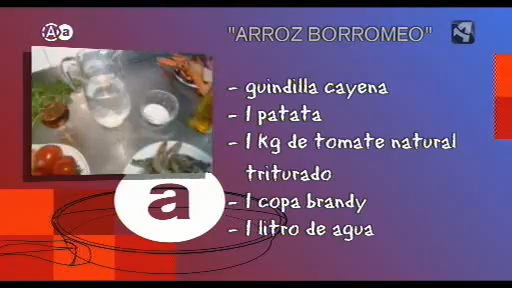 Aa
"ARROZ BORROMEO"
- guindilla cayena
- 1 patata
- 1 kg de tomate natural
triturado
- 1 copa brandy
- 1 litro de agua
a